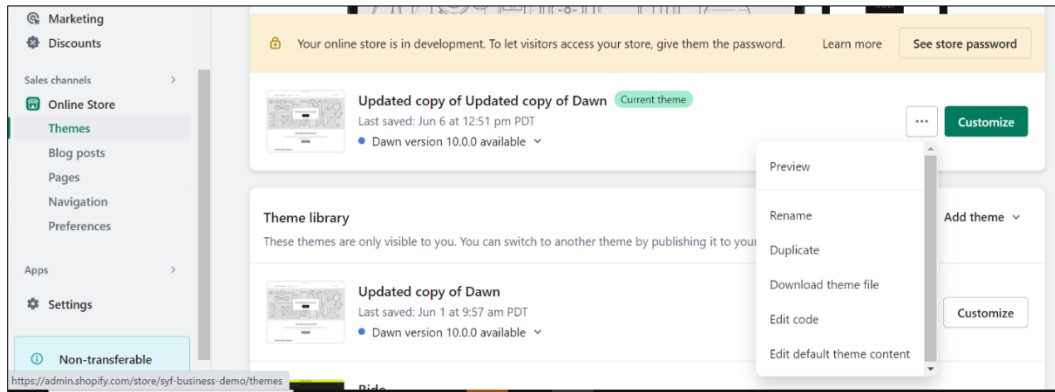 Marketing
Discounts
Sales channels
Online Store
Themes
Blog posts
Pages
Navigation
Preferences
Apps
Settings
Non-transferable
https://admin.shopify.com/store/syf-business-demo/themes
Your online store is in development. To let visitors access your store, give them the password. Learn more See store password
Updated copy of Updated copy of Dawn Current theme
Last saved: Jun 6 at 12:51 pm PDT
Dawn version 10.0.0 available
... Customize
Preview
Rename
Duplicate
Download theme file
Edit code
Edit default theme content
Theme library
Add theme
These themes are only visible to you. You can switch to another theme by publishing it to your
Updated copy of Dawn
Last saved: Jun 1 at 9:57 am PDT
Dawn version 10.0.0 available
Customize
Ride